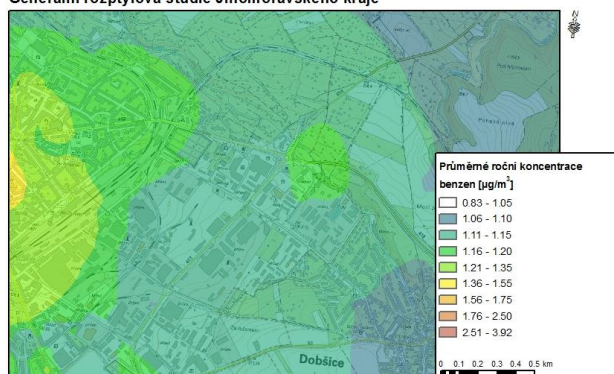 Generální rozptylová studie Jihomoravského kraje
Průměrné roční koncentrace
benzen [µg/m³]
0.83 - 1.05
1.06 - 1.10
1.11 - 1.15
1.16 - 1.20
1.21 - 1.35
1.36 - 1.55
1.56 - 1.75
1.76 - 2.50
2.51 - 3.92
0 0.1 0.2 0.3 0.4 0.5 km
Dobšice